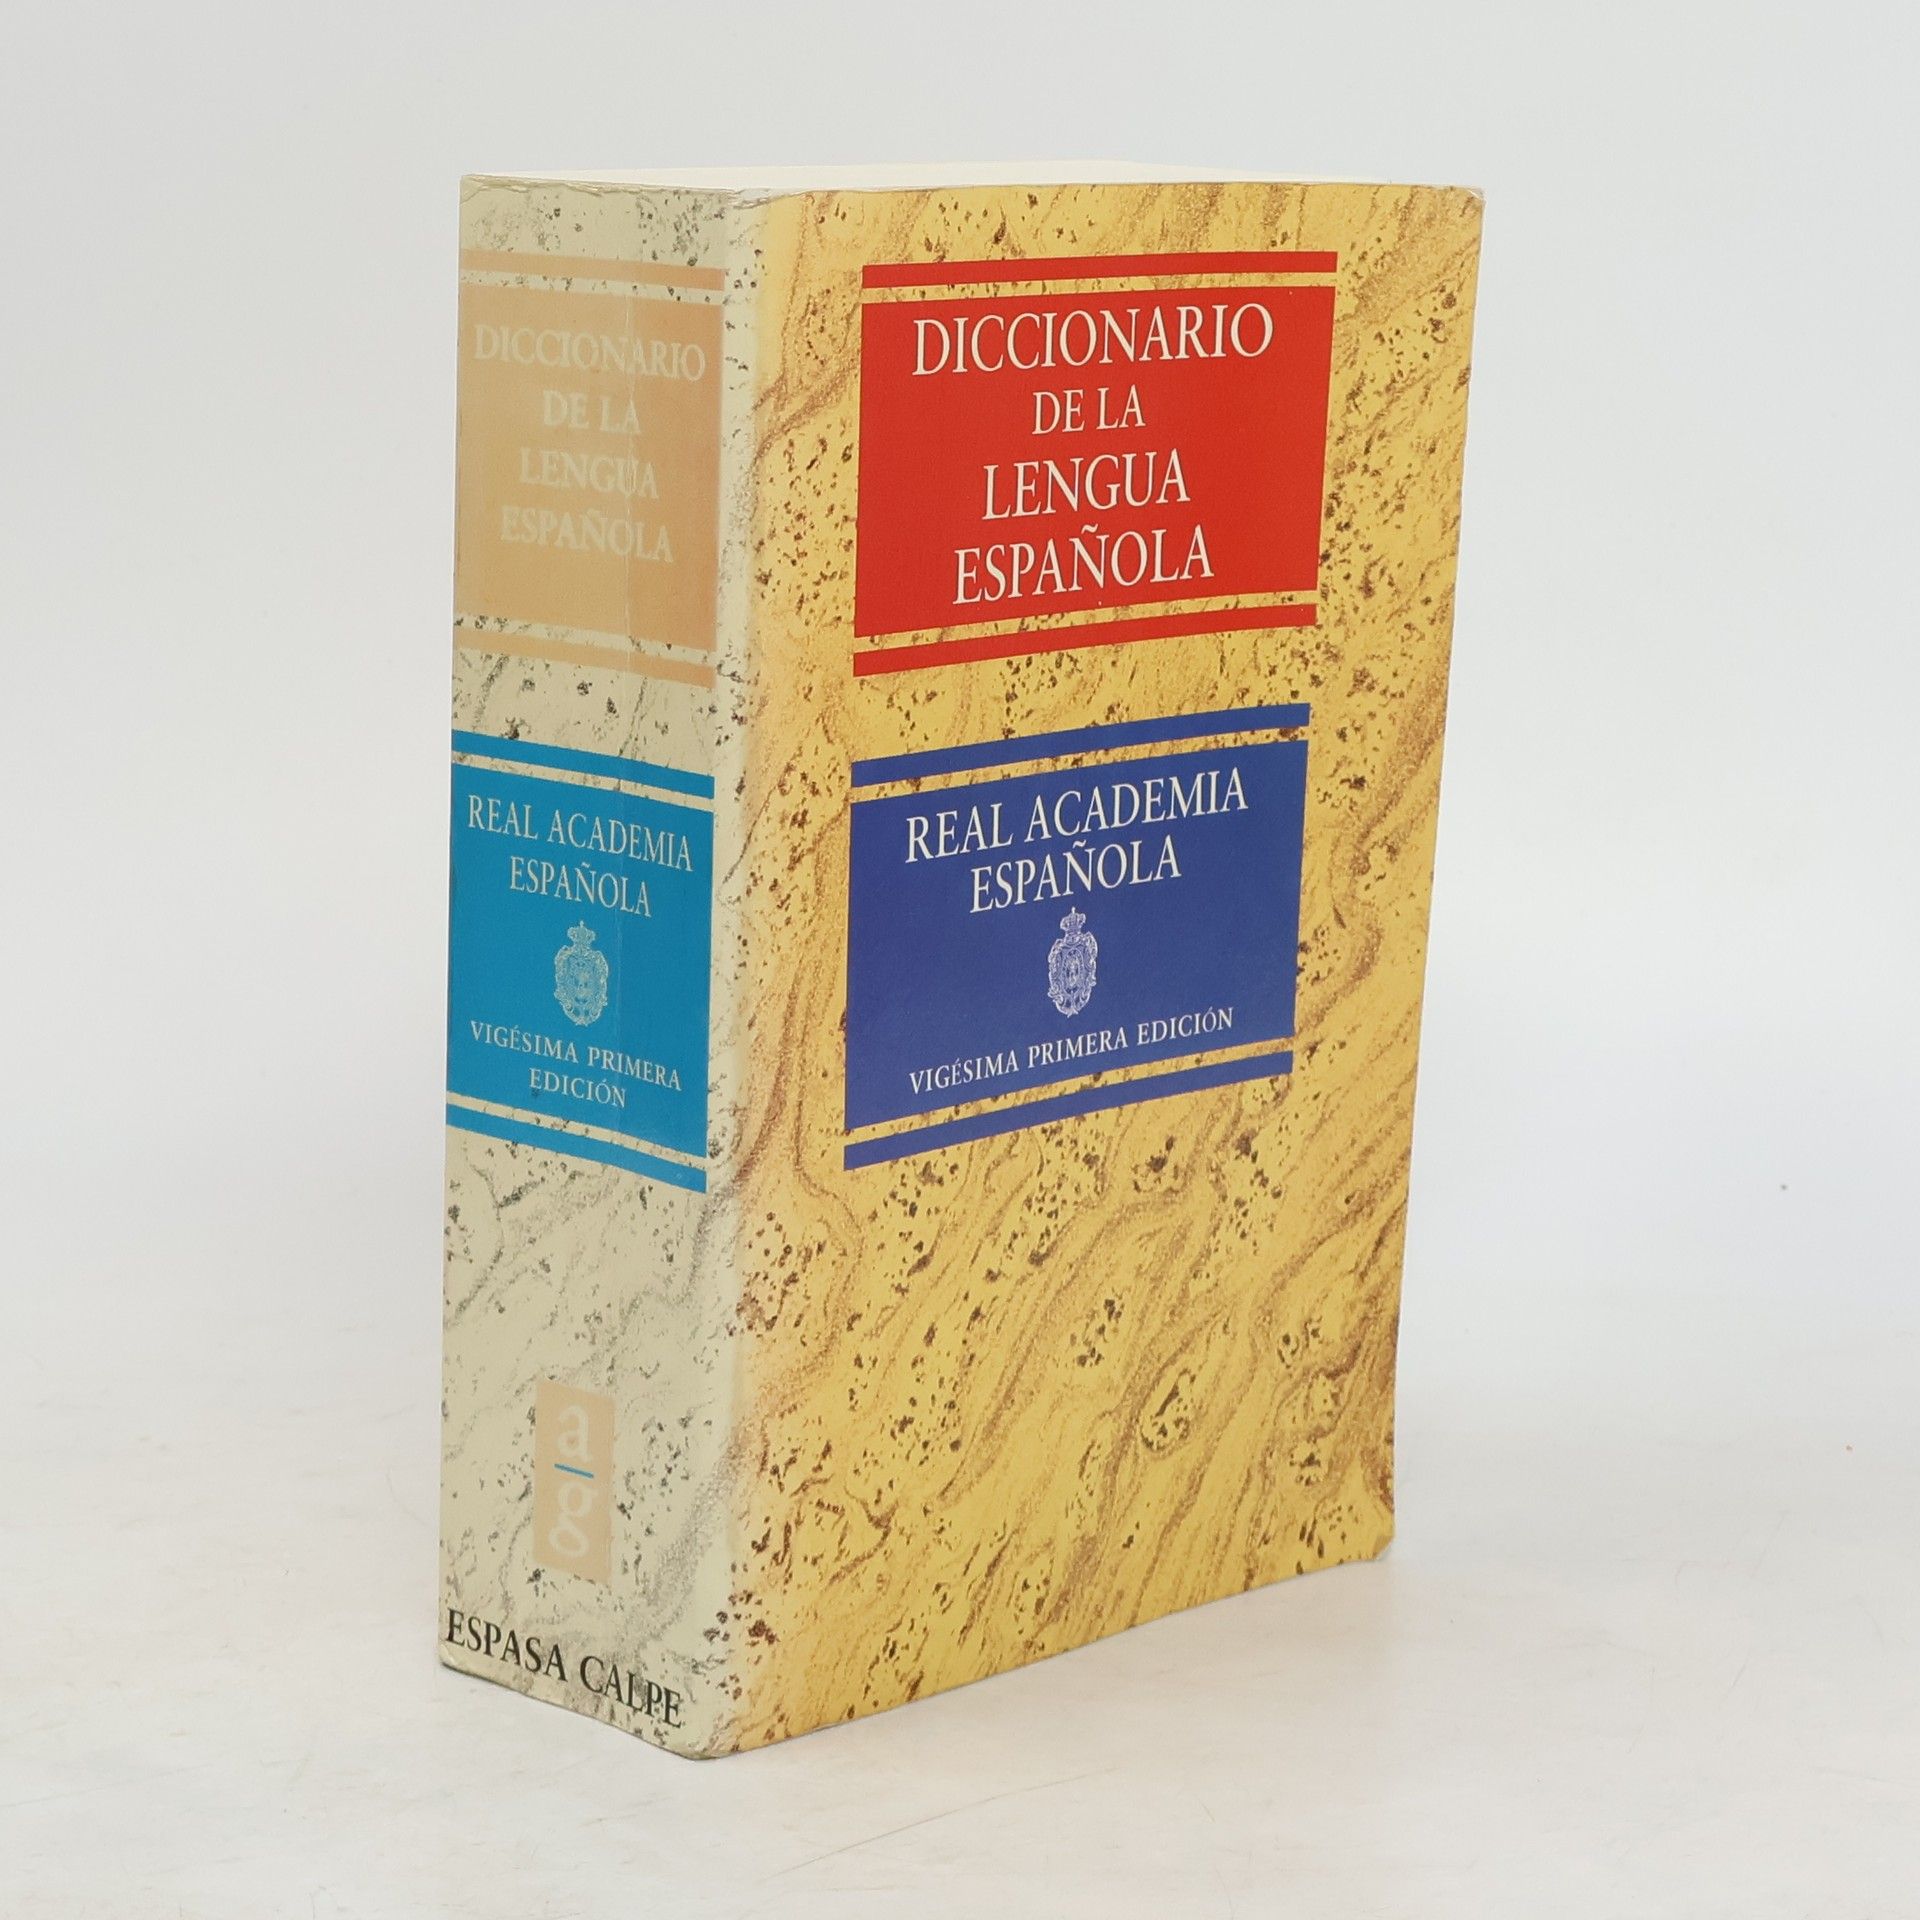 DICCIONARIO
DE LA
LENGUA
ESPAÑOLA
REAL ACADEMIA
ESPAÑOLA
VIGÉSIMA PRIMERA
EDICIÓN
a
g
ESPASA CALPE
DICCIONARIO
DE LA
LENGUA
ESPAÑOLA
REAL ACADEMIA
ESPAÑOLA
VIGÉSIMA PRIMERA EDICIÓN